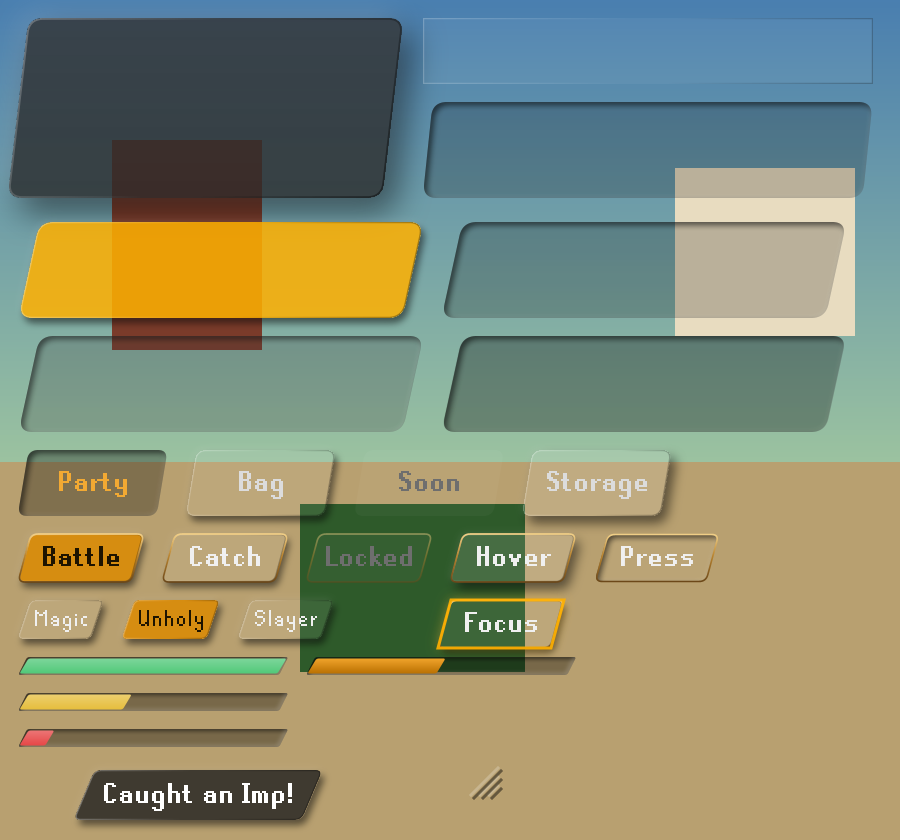 Party Bag Soon Storage
Battle Catch Locked Hover Press
Magic Unholy Slayer Focus
Caught an Imp!